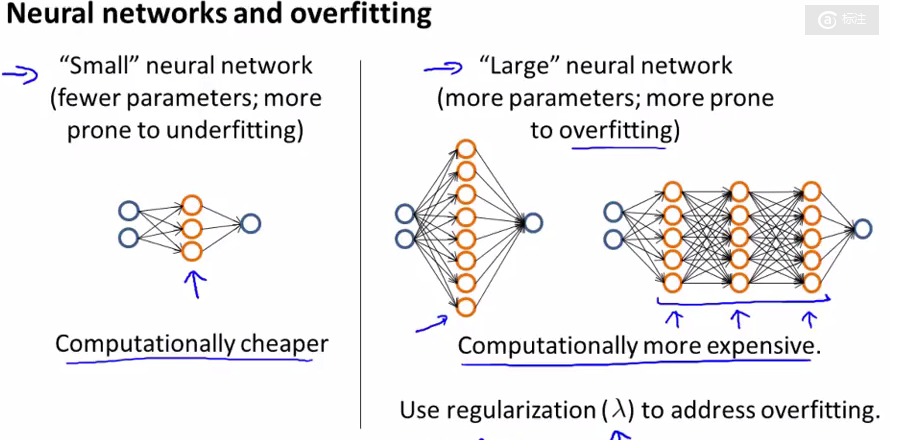 Neural networks and overfitting
标注
"Small" neural network
(fewer parameters; more
prone to underfitting)
Computationally cheaper
"Large" neural network
(more parameters; more prone
to overfitting)
Computationally more expensive.
Use regularization (λ) to address overfitting.